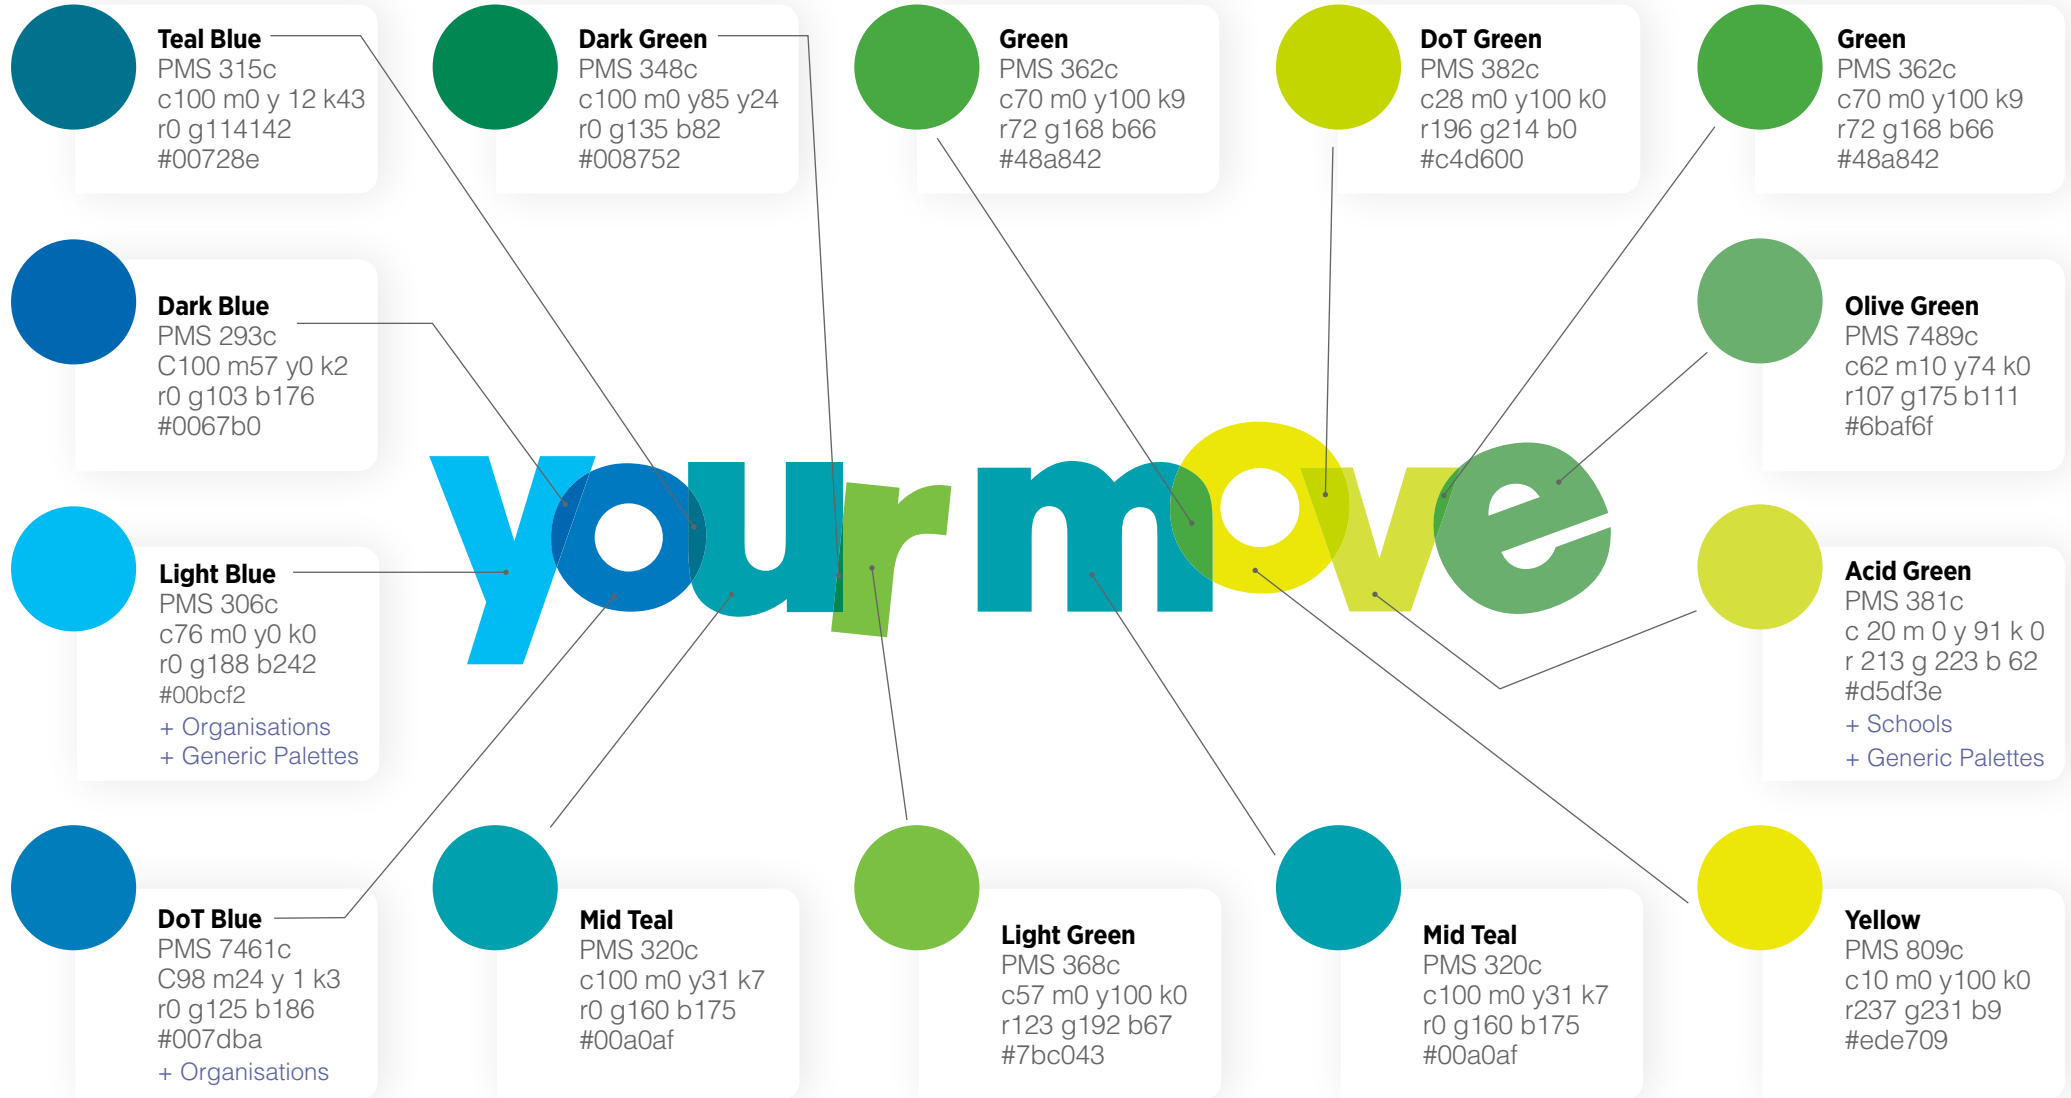 Teal Blue
PMS 315c
c100 m0 y 12 k43
r0 g114142
#00728e
Dark Green
PMS 348c
c100 m0 y85 y24
r0 g135 b82
#008752
Green
PMS 362c
c70 m0 y100 k9
r72 g168 b66
#48a842
DoT Green
PMS 382c
c28 m0 y100 k0
r196 g214 b0
#c4d600
Green
PMS 362c
c70 m0 y100 k9
r72 g168 b66
#48a842
Dark Blue
PMS 293c
C100 m57 y0 k2
r0 g103 b176
#0067b0
Olive Green
PMS 7489c
c62 m10 y74 k0
r107 g175 b111
#6baf6f
your move
Light Blue
PMS 306c
c76 m0 y0 k0
r0 g188 b242
#00bcf2
+ Organisations
+ Generic Palettes
Acid Green
PMS 381c
c 20 m 0 y 91 k 0
r 213 g 223 b 62
#d5df3e
+ Schools
+ Generic Palettes
DoT Blue
PMS 7461c
C98 m24 y 1 k3
r0 g125 b186
#007dba
+ Organisations
Mid Teal
PMS 320c
c100 m0 y31 k7
r0 g160 b175
#00a0af
Light Green
PMS 368c
c57 m0 y100 k0
r123 g192 b67
#7bc043
Mid Teal
PMS 320c
c100 m0 y31 k7
r0 g160 b175
#00a0af
Yellow
PMS 809c
c10 m0 y100 k0
r237 g231 b9
#ede709